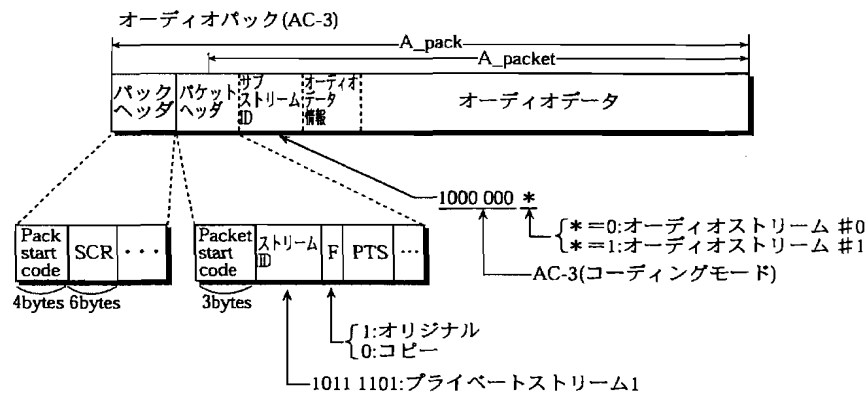 オーディオパック(AC-3)
A_pack
A_packet
パック
ヘッダ
パケット
ヘッダ
サブ
ストリーム
ID
オーディオ
データ
情報
オーディオデータ
1000 000 *
*=0:オーディオストリーム #0
*=1:オーディオストリーム #1
AC-3(コーディングモード)
Pack
start
code
SCR
・・・
Packet
start
code
ストリーム
ID
F
PTS
・・・
4bytes 6bytes
3bytes
1:オリジナル
0:コピー
1011 1101:プライベートストリーム1